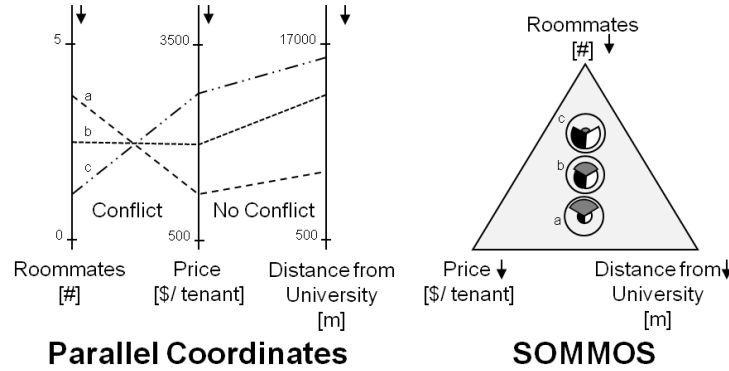 5
3500
17000
a
b
c
Conflict
No Conflict
0
500
500
Roommates
[#]
Price
[$/ tenant]
Distance from
University
[m]
Parallel Coordinates
Roommates
[#]
c
b
a
Price
[$/ tenant]
Distance from
University
[m]
SOMMOS